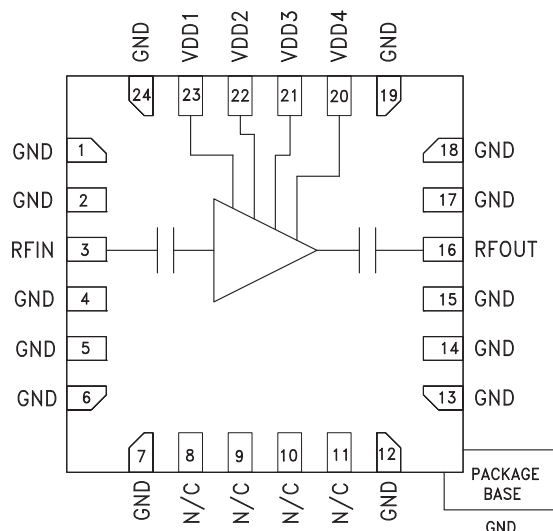 GND VDD1 VDD2 VDD3 VDD4 GND
24 23 22 21 20 19
GND 1 18 GND
GND 2 17 GND
RFIN 3 16 RFOUT
GND 4 15 GND
GND 5 14 GND
GND 6 13 GND
7 8 9 10 11 12
GND N/C N/C N/C N/C GND
PACKAGE
BASE
GND